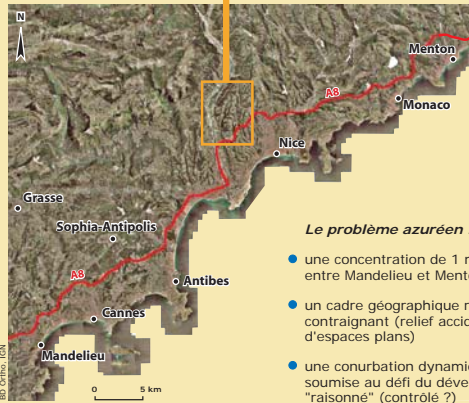 N
Menton
A8
Monaco
Nice
Grasse
Sophia-Antipolis
A8
Antibes
Cannes
Mandelieu
0 5 km
BD Ortho, IGN
Le problème azuréen
une concentration de 1
entre Mandelieu et Ment
un cadre géographique
contraignant (relief accid
d'espaces plans)
une conurbation dynamic
soumise au défi du déve
"raisonné" (contrôlé ?)